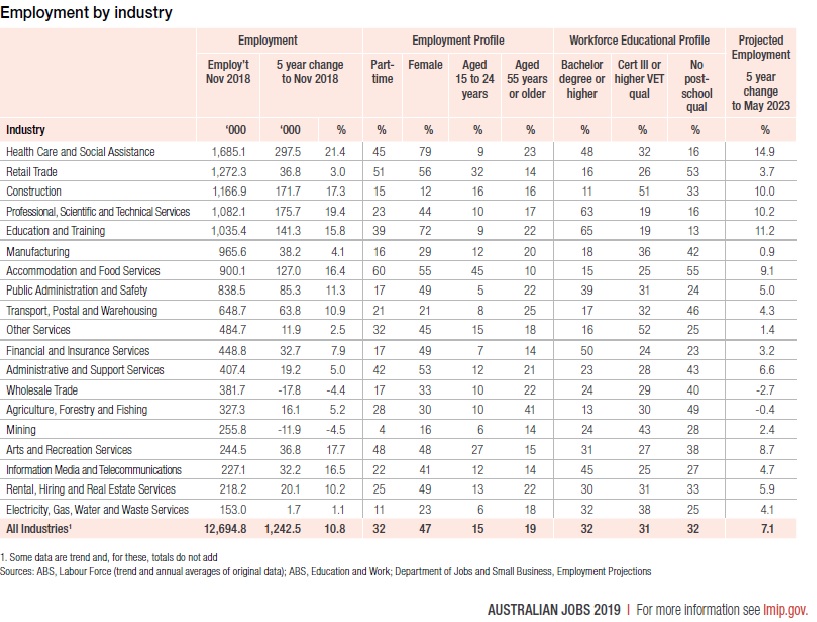 Employment by industry
Employment Employment Profile Workforce Educational Profile Projected Employment
Industry Employ't Nov 2018 5 year change to Nov 2018 Part-time Female Aged 15 to 24 years Aged 55 years or older Bachelor degree or higher Cert III or higher VET qual No post-school qual 5 year change to May 2023
'000 '000 % % % % % % % % %
Health Care and Social Assistance 1,685.1 297.5 21.4 45 79 9 23 48 32 16 14.9
Retail Trade 1,272.3 36.8 3.0 51 56 32 14 16 26 53 3.7
Construction 1,166.9 171.7 17.3 15 12 16 16 11 51 33 10.0
Professional, Scientific and Technical Services 1,082.1 175.7 19.4 23 44 10 17 63 19 16 10.2
Education and Training 1,035.4 141.3 15.8 39 72 9 22 65 19 13 11.2
Manufacturing 965.6 38.2 4.1 16 29 12 20 18 36 42 0.9
Accommodation and Food Services 900.1 127.0 16.4 60 55 45 10 15 25 55 9.1
Public Administration and Safety 838.5 85.3 11.3 17 49 5 22 39 31 24 5.0
Transport, Postal and Warehousing 648.7 63.8 10.9 21 21 8 25 17 32 46 4.3
Other Services 484.7 11.9 2.5 32 45 15 18 16 52 25 1.4
Financial and Insurance Services 448.8 32.7 7.9 17 49 7 14 50 24 23 3.2
Administrative and Support Services 407.4 19.2 5.0 42 53 12 21 23 28 43 6.6
Wholesale Trade 381.7 -17.8 -4.4 17 33 10 22 24 29 40 -2.7
Agriculture, Forestry and Fishing 327.3 16.1 5.2 28 30 10 41 13 30 49 -0.4
Mining 255.8 -11.9 -4.5 4 16 6 14 24 43 28 2.4
Arts and Recreation Services 244.5 36.8 17.7 48 48 27 15 31 27 38 8.7
Information Media and Telecommunications 227.1 32.2 16.5 22 41 12 14 45 25 27 4.7
Rental, Hiring and Real Estate Services 218.2 20.1 10.2 25 49 13 22 30 31 33 5.9
Electricity, Gas, Water and Waste Services 153.0 1.7 1.1 11 23 6 18 32 38 25 4.1
All Industries¹ 12,694.8 1,242.5 10.8 32 47 15 19 32 31 32 7.1
1. Some data are trend and, for these, totals do not add
Sources: ABS, Labour Force (trend and annual averages of original data); ABS, Education and Work; Department of Jobs and Small Business, Employment Projections
AUSTRALIAN JOBS 2019 | For more information see lmip.gov.